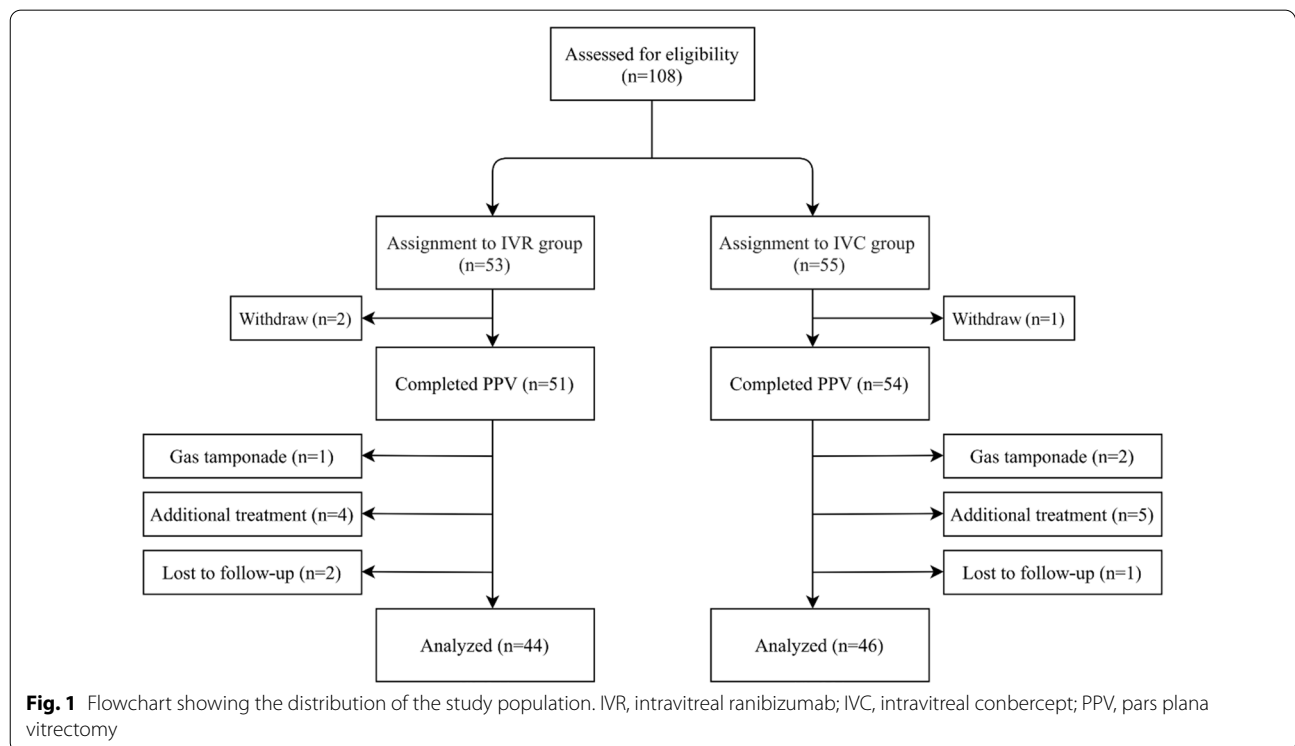 Assessed for eligibility
(n=108)
Assignment to IVR group
(n=53)
Assignment to IVC group
(n=55)
Withdraw (n=2)
Withdraw (n=1)
Completed PPV (n=51)
Completed PPV (n=54)
Gas tamponade (n=1)
Gas tamponade (n=2)
Additional treatment (n=4)
Additional treatment (n=5)
Lost to follow-up (n=2)
Lost to follow-up (n=1)
Analyzed (n=44)
Analyzed (n=46)
Fig. 1 Flowchart showing the distribution of the study population. IVR, intravitreal ranibizumab; IVC, intravitreal conbercept; PPV, pars plana
vitrectomy